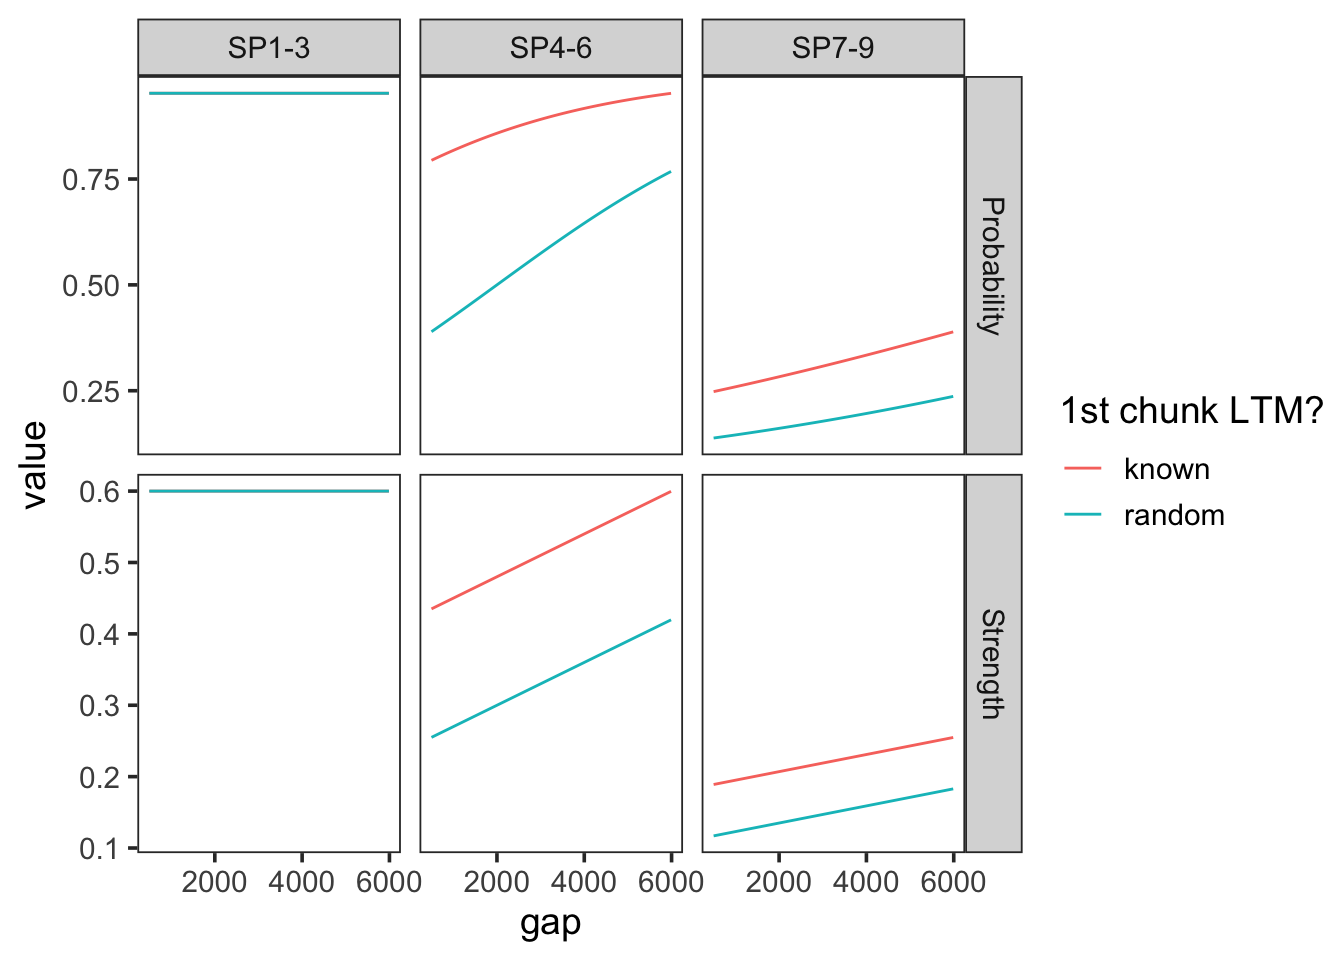 SP1-3 SP4-6 SP7-9
0.75
0.50
0.25
Probability
value
0.6
0.5
0.4
0.3
0.2
0.1
Strength
2000 4000 6000 2000 4000 6000 2000 4000 6000
gap
1st chunk LTM?
known
random